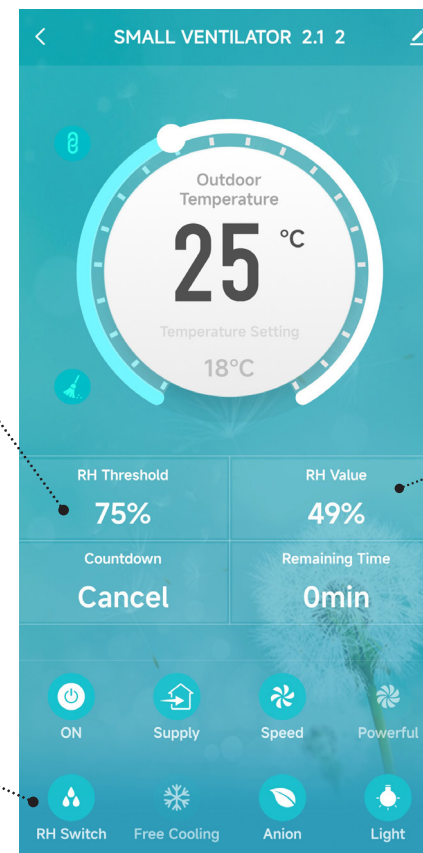 SMALL VENTILATOR 2.1 2
Outdoor
Temperature
25 °C
Temperature Setting
18°C
RH Threshold
RH Value
75%
49%
Countdown
Remaining Time
Cancel
0min
ON
Supply
Speed
Powerful
RH Switch
Free Cooling
Anion
Light